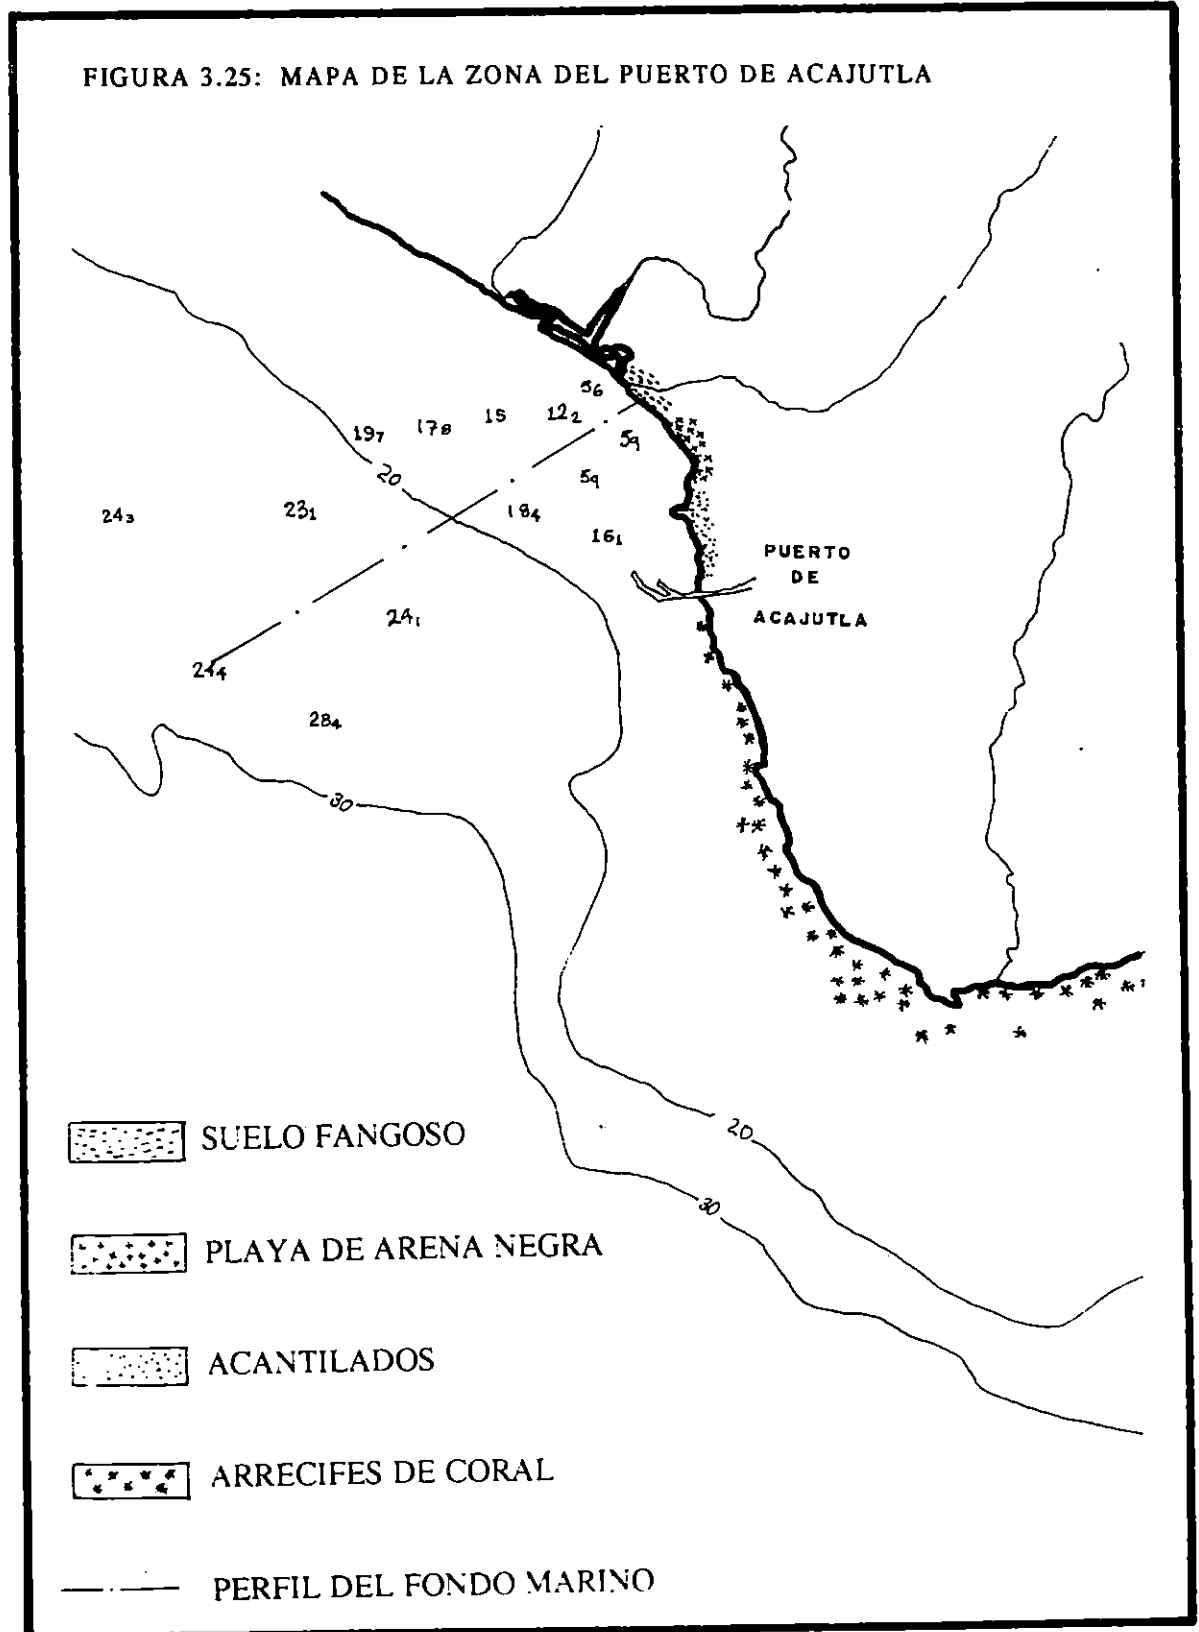 FIGURA 3.25: MAPA DE LA ZONA DEL PUERTO DE ACAJUTLA
5₆
19₇ 17₈ 15 12₂
5₉
20
5₉
24₃ 23₁ 18₄
16₁
PUERTO
DE
ACAJUTLA
24₁
24₄
28₄
30
20
30
SUELO FANGOSO
PLAYA DE ARENA NEGRA
ACANTILADOS
ARRECIFES DE CORAL
PERFIL DEL FONDO MARINO